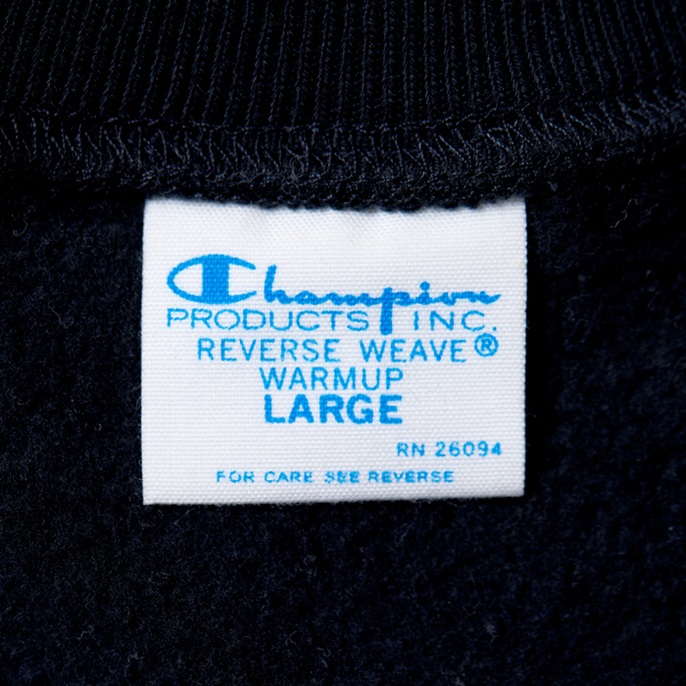 Champion
PRODUCTS INC.
REVERSE WEAVE®
WARMUP
LARGE
RN 26094
FOR CARE SEE REVERSE